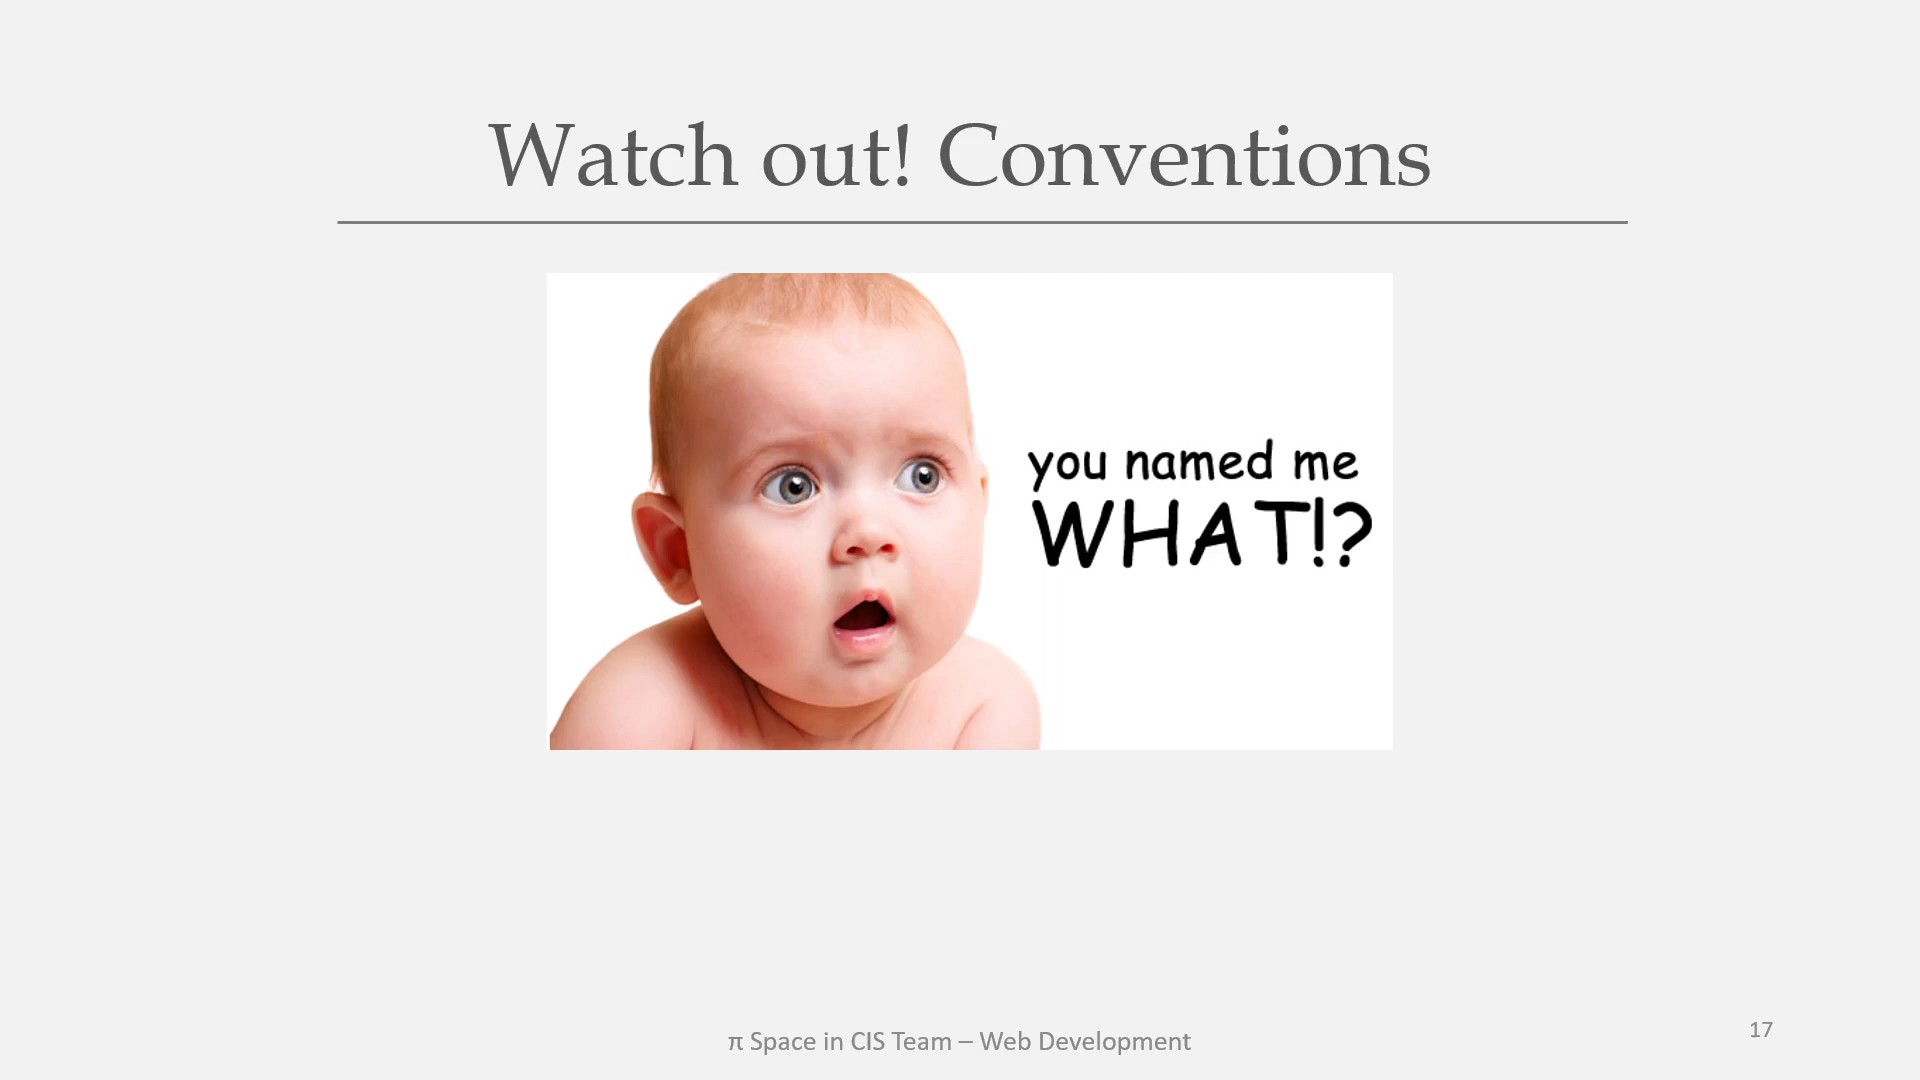 Watch out! Conventions
you named me
WHAT!?
π Space in CIS Team – Web Development
17